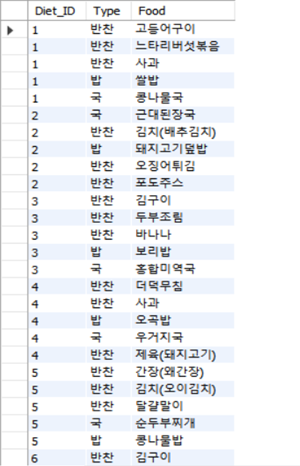 Diet_ID Type Food
1 반찬 고등어구이
1 반찬 느타리버섯볶음
1 반찬 사과
1 밥 쌀밥
1 국 콩나물국
2 국 근대된장국
2 반찬 김치(배추김치)
2 밥 돼지고기덮밥
2 반찬 오징어튀김
2 반찬 포도주스
3 반찬 김구이
3 반찬 두부조림
3 반찬 바나나
3 밥 보리밥
3 국 홍합미역국
4 반찬 더덕무침
4 반찬 사과
4 밥 오곡밥
4 국 우거지국
4 반찬 제육(돼지고기)
5 반찬 간장(왜간장)
5 반찬 김치(오이김치)
5 반찬 달걀말이
5 국 순두부찌개
5 밥 콩나물밥
6 반찬 김구이